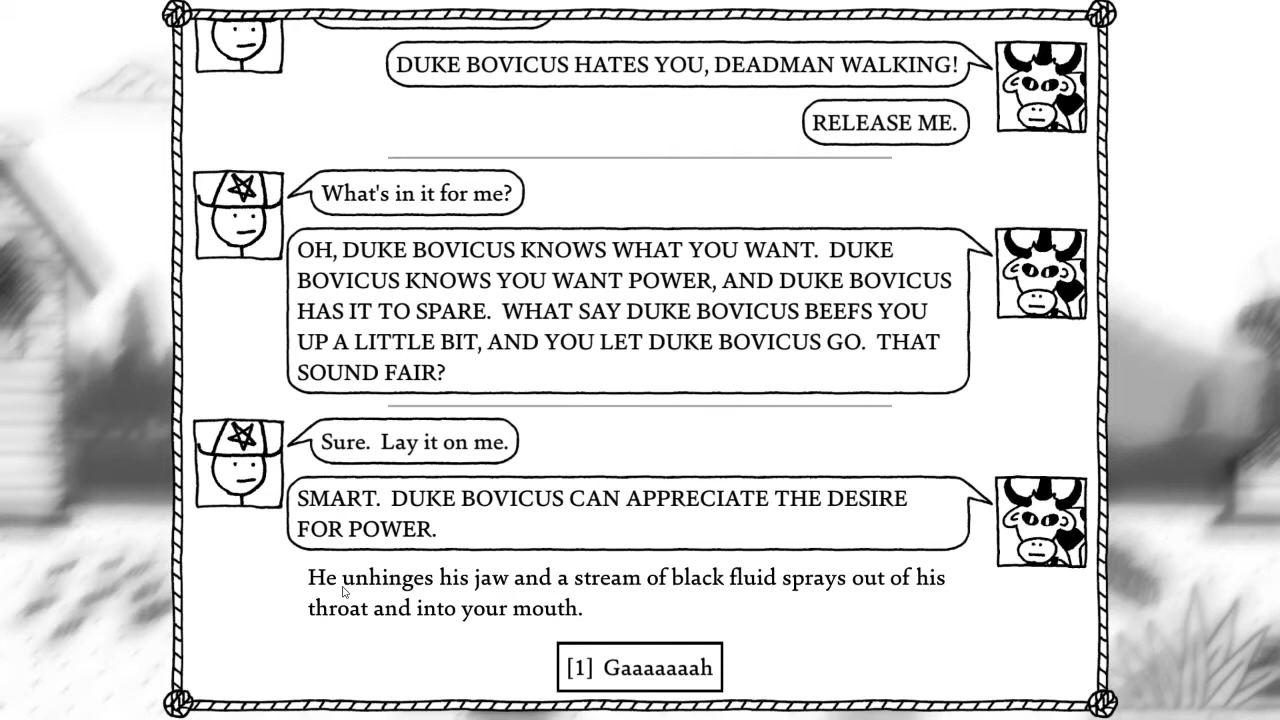 DUKE BOVICUS HATES YOU, DEADMAN WALKING!
RELEASE ME.
What's in it for me?
OH, DUKE BOVICUS KNOWS WHAT YOU WANT.  DUKE
BOVICUS KNOWS YOU WANT POWER, AND DUKE BOVICUS
HAS IT TO SPARE.  WHAT SAY DUKE BOVICUS BEEFS YOU
UP A LITTLE BIT, AND YOU LET DUKE BOVICUS GO.  THAT
SOUND FAIR?
Sure.  Lay it on me.
SMART.  DUKE BOVICUS CAN APPRECIATE THE DESIRE
FOR POWER.
He unhinges his jaw and a stream of black fluid sprays out of his
throat and into your mouth.
[1]  Gaaaaaaah